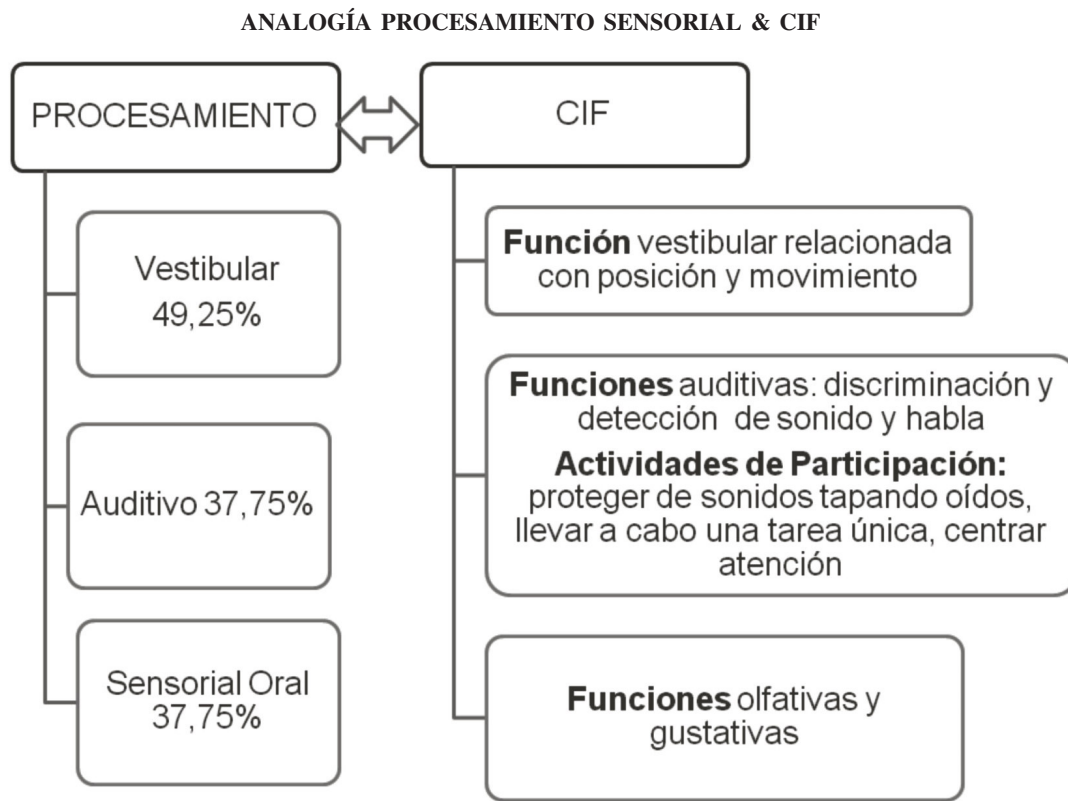 ANALOGÍA PROCESAMIENTO SENSORIAL & CIF
PROCESAMIENTO
CIF
Vestibular
49,25%
Función vestibular relacionada
con posición y movimiento
Auditivo 37,75%
Funciones auditivas: discriminación y
detección de sonido y habla
Actividades de Participación:
proteger de sonidos tapando oídos,
llevar a cabo una tarea única, centrar
atención
Sensorial Oral
37,75%
Funciones olfativas y
gustativas